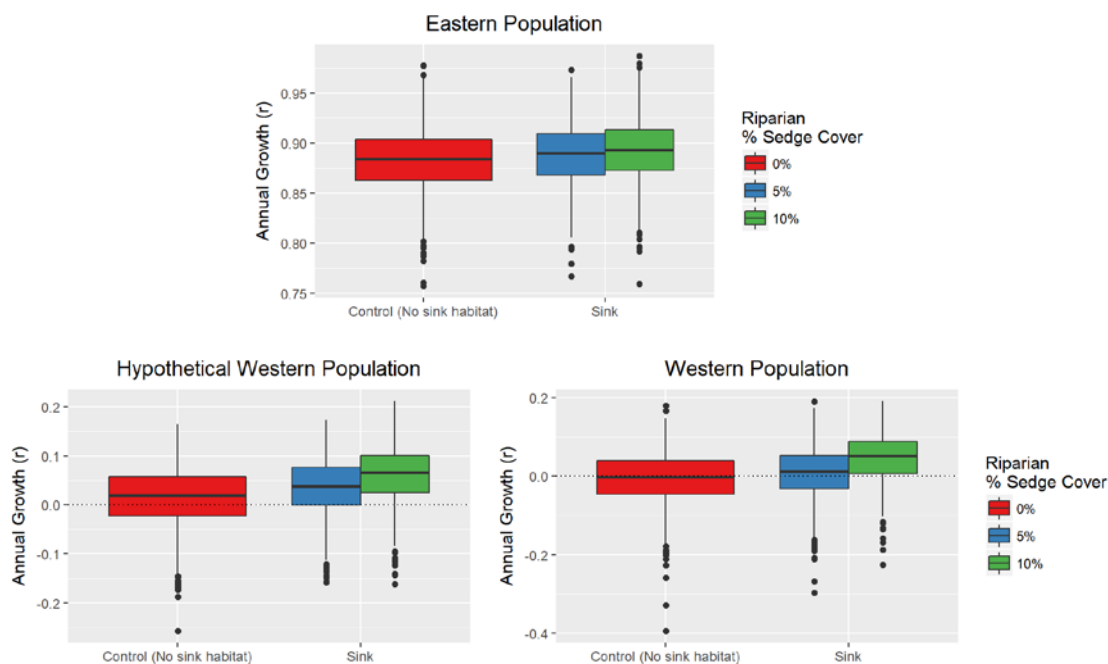 Eastern Population
Annual Growth (r)
0.95
0.90
0.85
0.80
0.75
Control (No sink habitat)
Sink
Riparian
% Sedge Cover
0%
5%
10%
Hypothetical Western Population
Annual Growth (r)
0.2
0.1
0.0
-0.1
-0.2
Control (No sink habitat)
Sink
Western Population
Annual Growth (r)
0.2
0.0
-0.2
-0.4
Control (No sink habitat)
Sink
Riparian
% Sedge Cover
0%
5%
10%